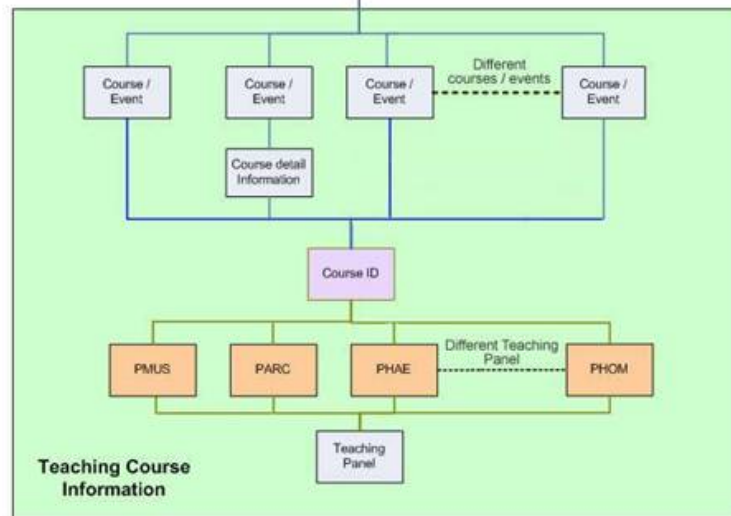 Course /
Event
Course /
Event
Course /
Event
Different
courses / events
Course /
Event
Course detail
Information
Course ID
PMUS
PARC
PHAE
Different Teaching
Panel
PHOM
Teaching
Panel
Teaching Course
Information